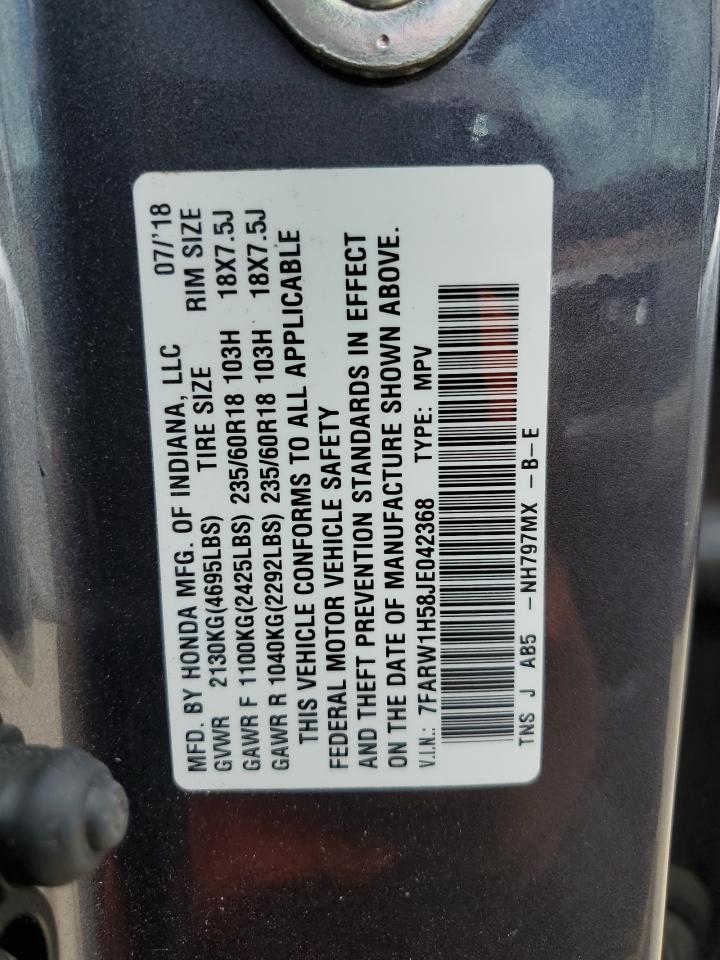 MFD. BY HONDA MFG. OF INDIANA, LLC 07/'18
GVWR 2130KG(4695LBS) TIRE SIZE RIM SIZE
GAWR F 1100KG(2425LBS) 235/60R18 103H 18X7.5J
GAWR R 1040KG(2292LBS) 235/60R18 103H 18X7.5J
THIS VEHICLE CONFORMS TO ALL APPLICABLE
FEDERAL MOTOR VEHICLE SAFETY
AND THEFT PREVENTION STANDARDS IN EFFECT
ON THE DATE OF MANUFACTURE SHOWN ABOVE.
V.I.N.: 7FARW1H58JE042368 TYPE: MPV
TNS J AB5 -NH797MX -B-E